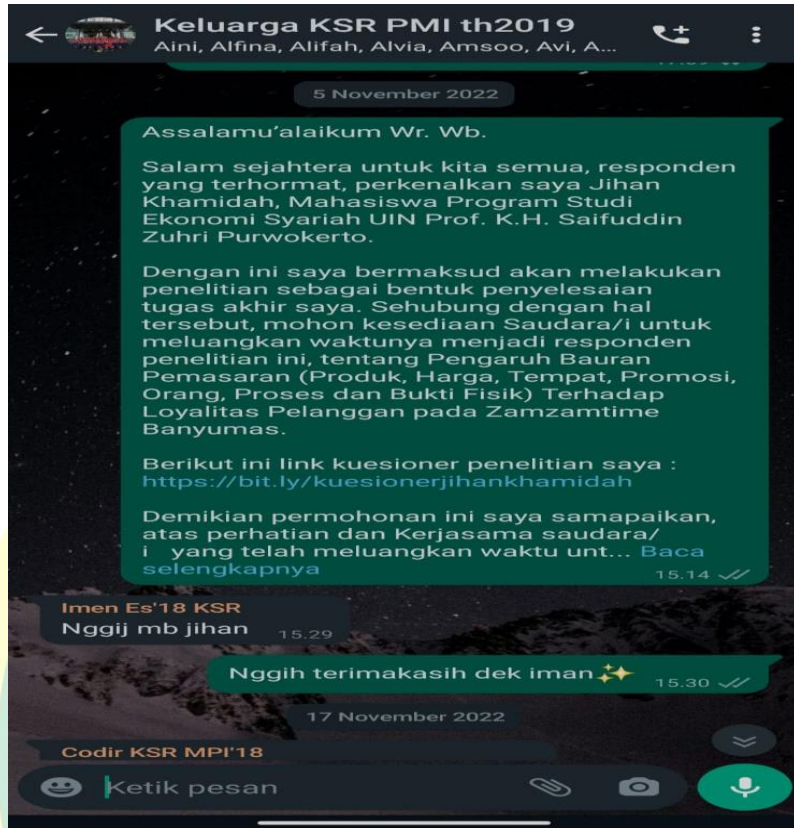 Keluarga KSR PMI th2019
Aini, Alfina, Alifah, Alvia, Amsoo, Avi, A...
5 November 2022
Assalamu'alaikum Wr. Wb.
Salam sejahtera untuk kita semua, responden
yang terhormat, perkenalkan saya Jihan
Khamidah, Mahasiswa Program Studi
Ekonomi Syariah UIN Prof. K.H. Saifuddin
Zuhri Purwokerto.
Dengan ini saya bermaksud akan melakukan
penelitian sebagai bentuk penyelesaian
tugas akhir saya. Sehubung dengan hal
tersebut, mohon kesediaan Saudara/i untuk
meluangkan waktunya menjadi responden
penelitian ini, tentang Pengaruh Bauran
Pemasaran (Produk, Harga, Tempat, Promosi,
Orang, Proses dan Bukti Fisik) Terhadap
Loyalitas Pelanggan pada Zamzamtime
Banyumas.
Berikut ini link kuesioner penelitian saya :
https://bit.ly/kuesionerjihankhamidah
Demikian permohonan ini saya samapaikan,
atas perhatian dan Kerjasama saudara/
i yang telah meluangkan waktu unt... Baca
selengkapnya
15.14
Imen Es'18 KSR
Nggij mb jihan 15.29
Nggih terimakasih dek iman✨ 15.30
17 November 2022
Codir KSR MPI'18
Ketik pesan